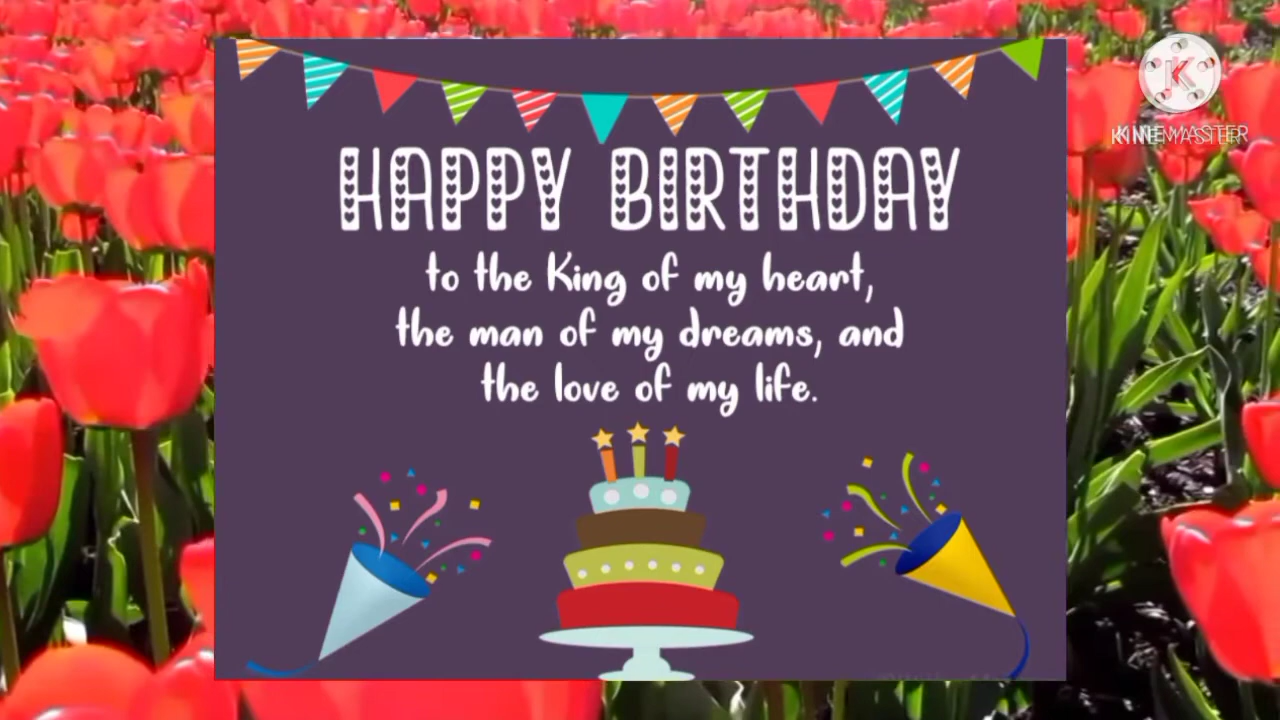 HAPPY BIRTHDAY
to the King of my heart,
the man of my dreams, and
the love of my life.
K
KINEMASTER